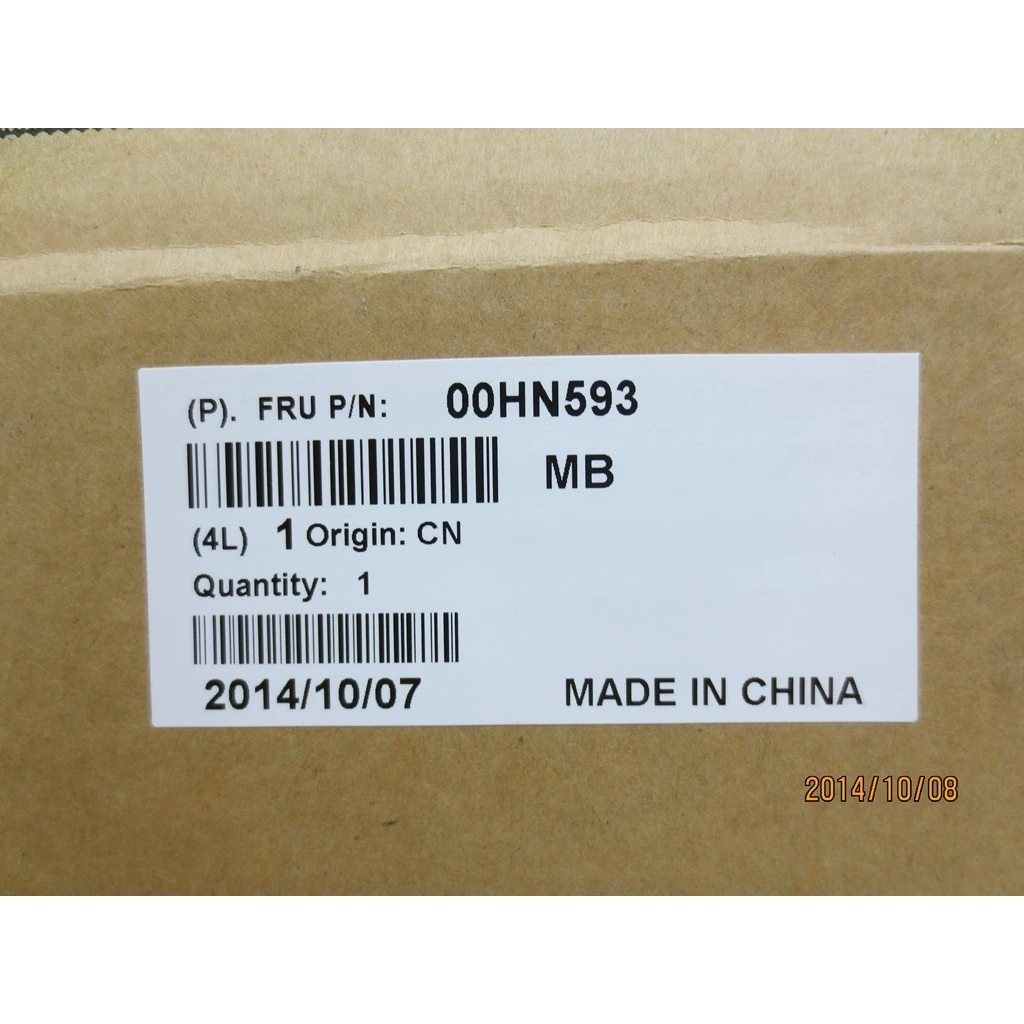 (P). FRU P/N: 00HN593
MB
(4L) 1 Origin: CN
Quantity: 1
2014/10/07 MADE IN CHINA
2014/10/08